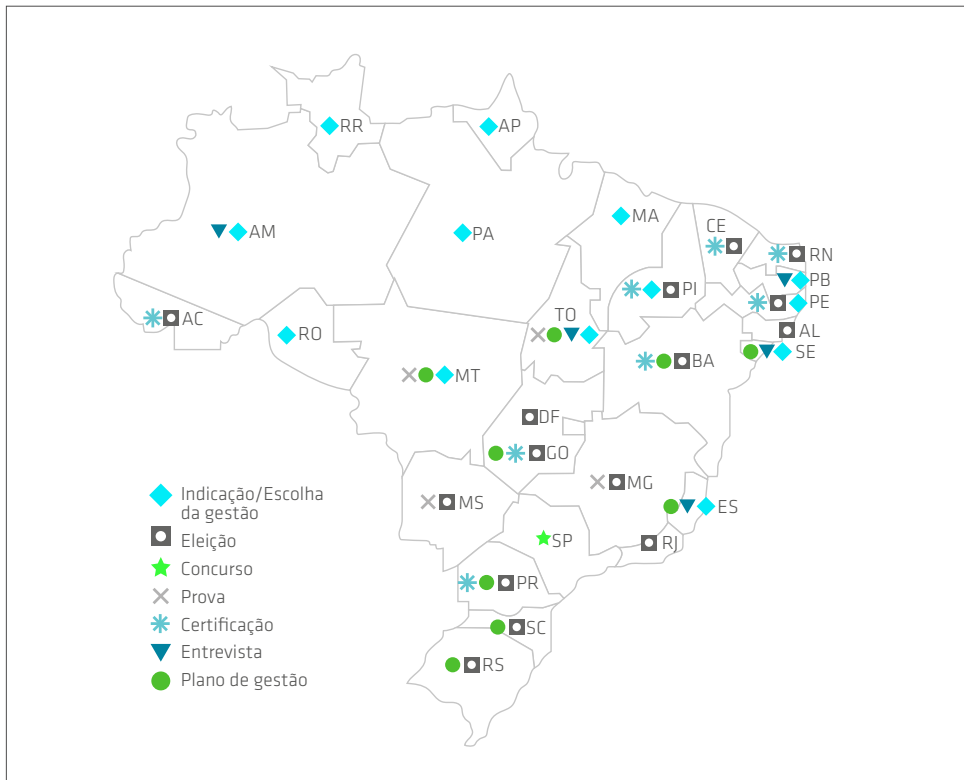 RR
AP
MA
CE
AM
PA
RN
PB
PI
PE
TO
AC
AL
RO
SE
BA
MT
DF
GO
MG
MS
ES
SP
RJ
PR
SC
RS
Indicação/Escolha
da gestão
Eleição
Concurso
Prova
Certificação
Entrevista
Plano de gestão